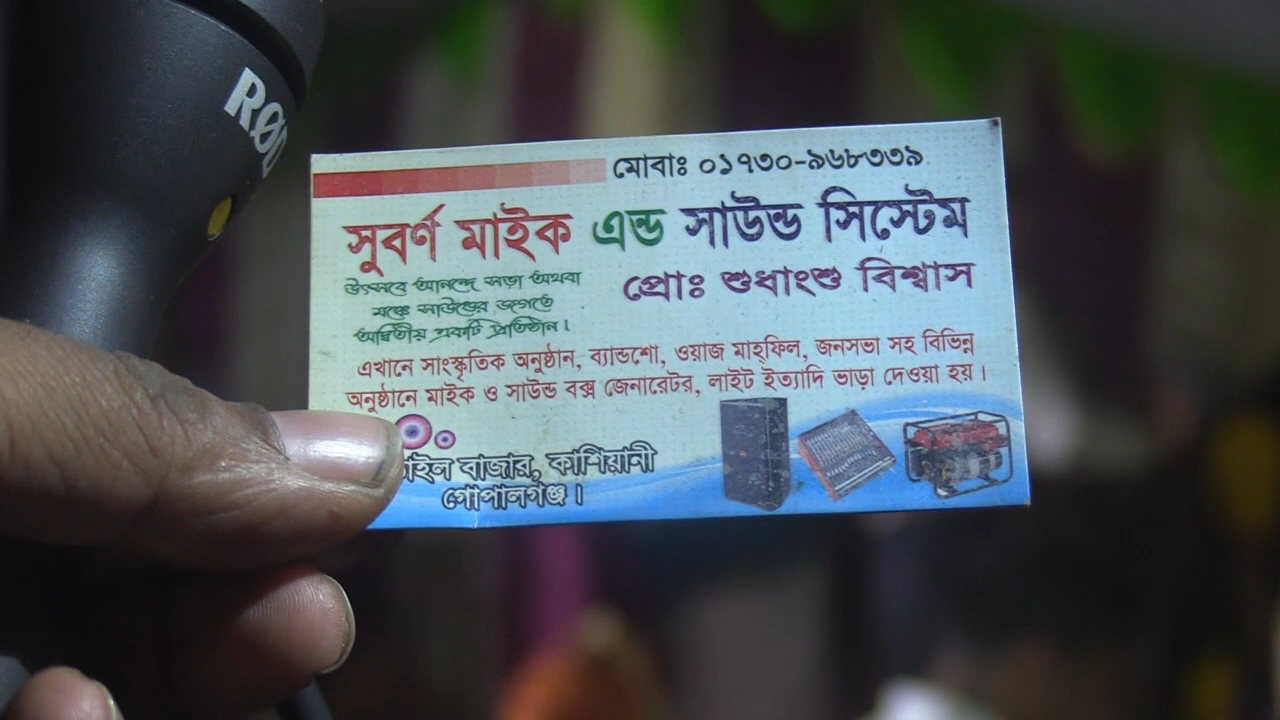 RØD
মোবাঃ ০১৭৩০-৯৬৮৩৩৯
সুবর্ণ মাইক এন্ড সাউন্ড সিস্টেম
প্রোঃ শুধাংশু বিশ্বাস
উৎসবে আনন্দে সভা অথবা
মঞ্চে সাউন্ডের জগতে
অদ্বিতীয় একটি প্রতিষ্ঠান।
এখানে সাংস্কৃতিক অনুষ্ঠান, ব্যান্ডশো, ওয়াজ মাহ্‌ফিল, জনসভা সহ বিভিন্ন
অনুষ্ঠানে মাইক ও সাউন্ড বক্স জেনারেটর, লাইট ইত্যাদি ভাড়া দেওয়া হয়।
বাজার, কাশিয়ানী
গোপালগঞ্জ।